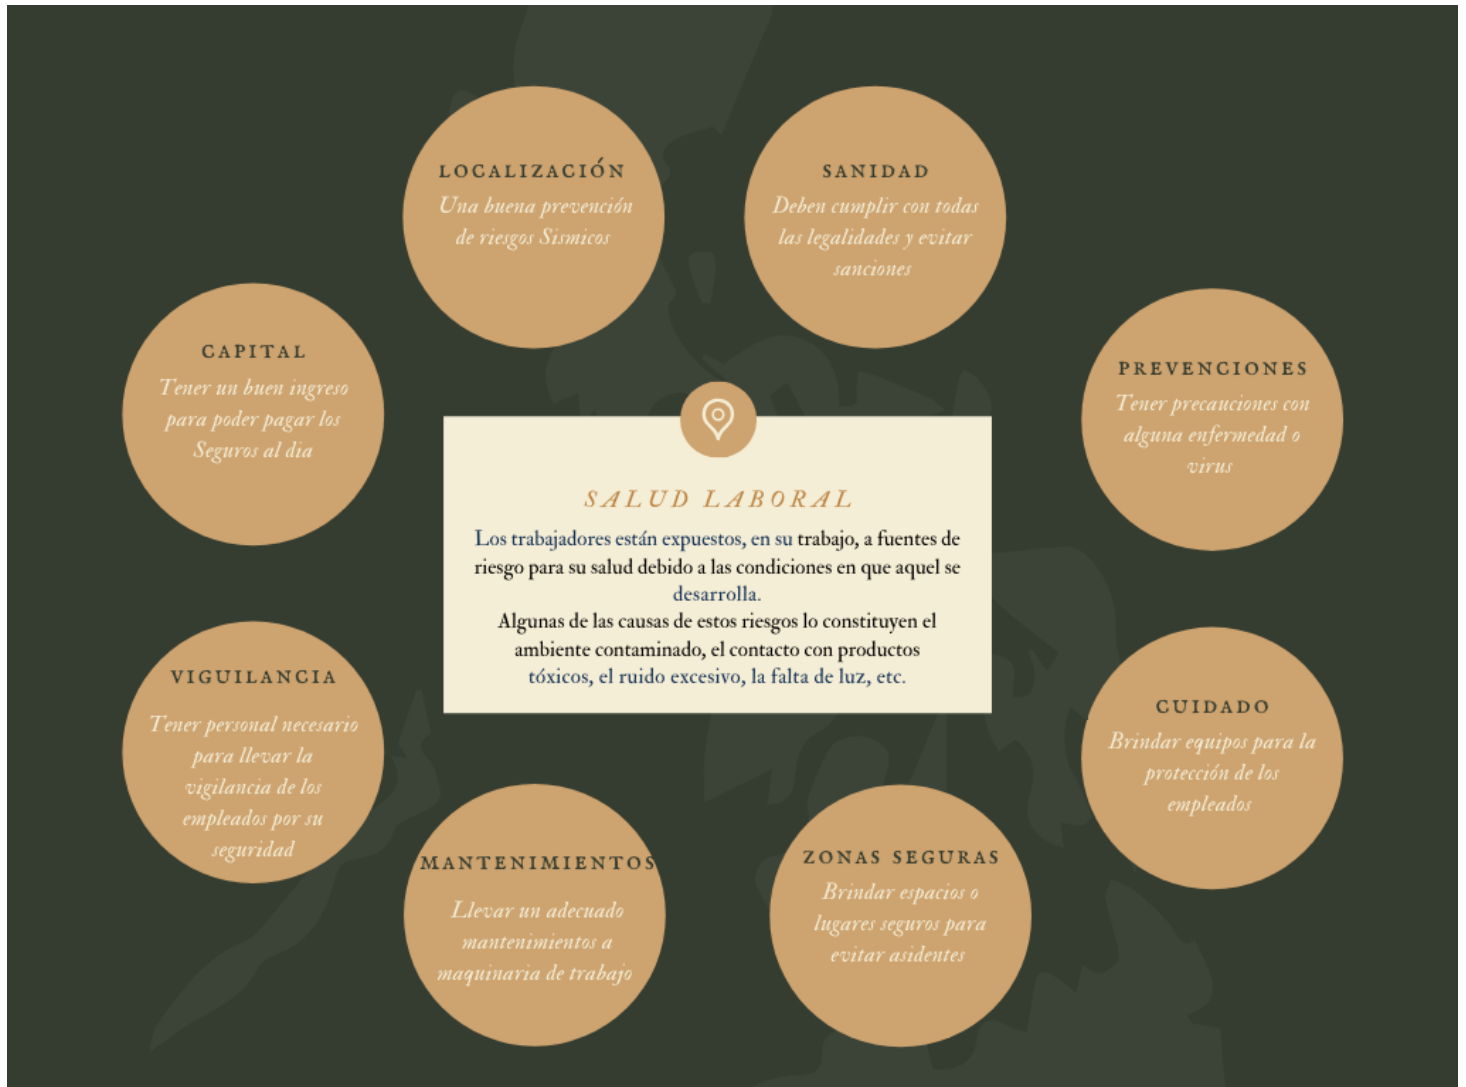 LOCALIZACIÓN
Una buena prevención
de riesgos Sismicos
SANIDAD
Deben cumplir con todas
las legalidades y evitar
sanciones
CAPITAL
Tener un buen ingreso
para poder pagar los
Seguros al dia
PREVENCIONES
Tener precauciones con
alguna enfermedad o
virus
SALUD LABORAL
Los trabajadores están expuestos, en su trabajo, a fuentes de
riesgo para su salud debido a las condiciones en que aquel se
desarrolla.
Algunas de las causas de estos riesgos lo constituyen el
ambiente contaminado, el contacto con productos
tóxicos, el ruido excesivo, la falta de luz, etc.
VIGUILANCIA
Tener personal necesario
para llevar la
vigilancia de los
empleados por su
seguridad
CUIDADO
Brindar equipos para la
protección de los
empleados
MANTENIMIENTOS
Llevar un adecuado
mantenimientos a
maquinaria de trabajo
ZONAS SEGURAS
Brindar espacios o
lugares seguros para
evitar asidentes